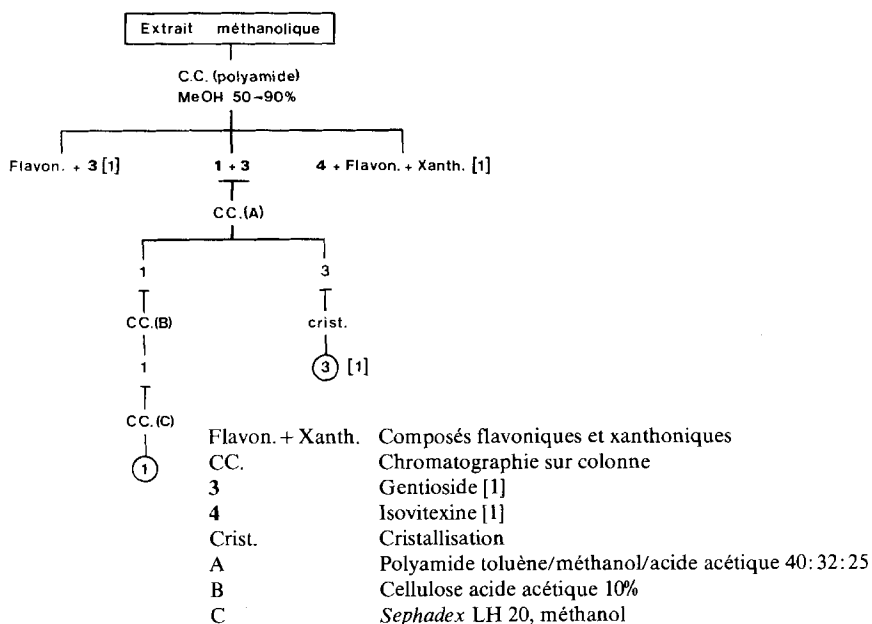 Extrait méthanolique
C.C. (polyamide)
MeOH 50–90%
Flavon. + 3 [1] 1 + 3 4 + Flavon. + Xanth. [1]
CC.(A)
1 3
CC.(B) crist.
3 [1]
1
CC.(C)
1
Flavon. + Xanth. Composés flavoniques et xanthoniques
CC. Chromatographie sur colonne
3 Gentioside [1]
4 Isovitexine [1]
Crist. Cristallisation
A Polyamide toluène/méthanol/acide acétique 40:32:25
B Cellulose acide acétique 10%
C Sephadex LH 20, méthanol